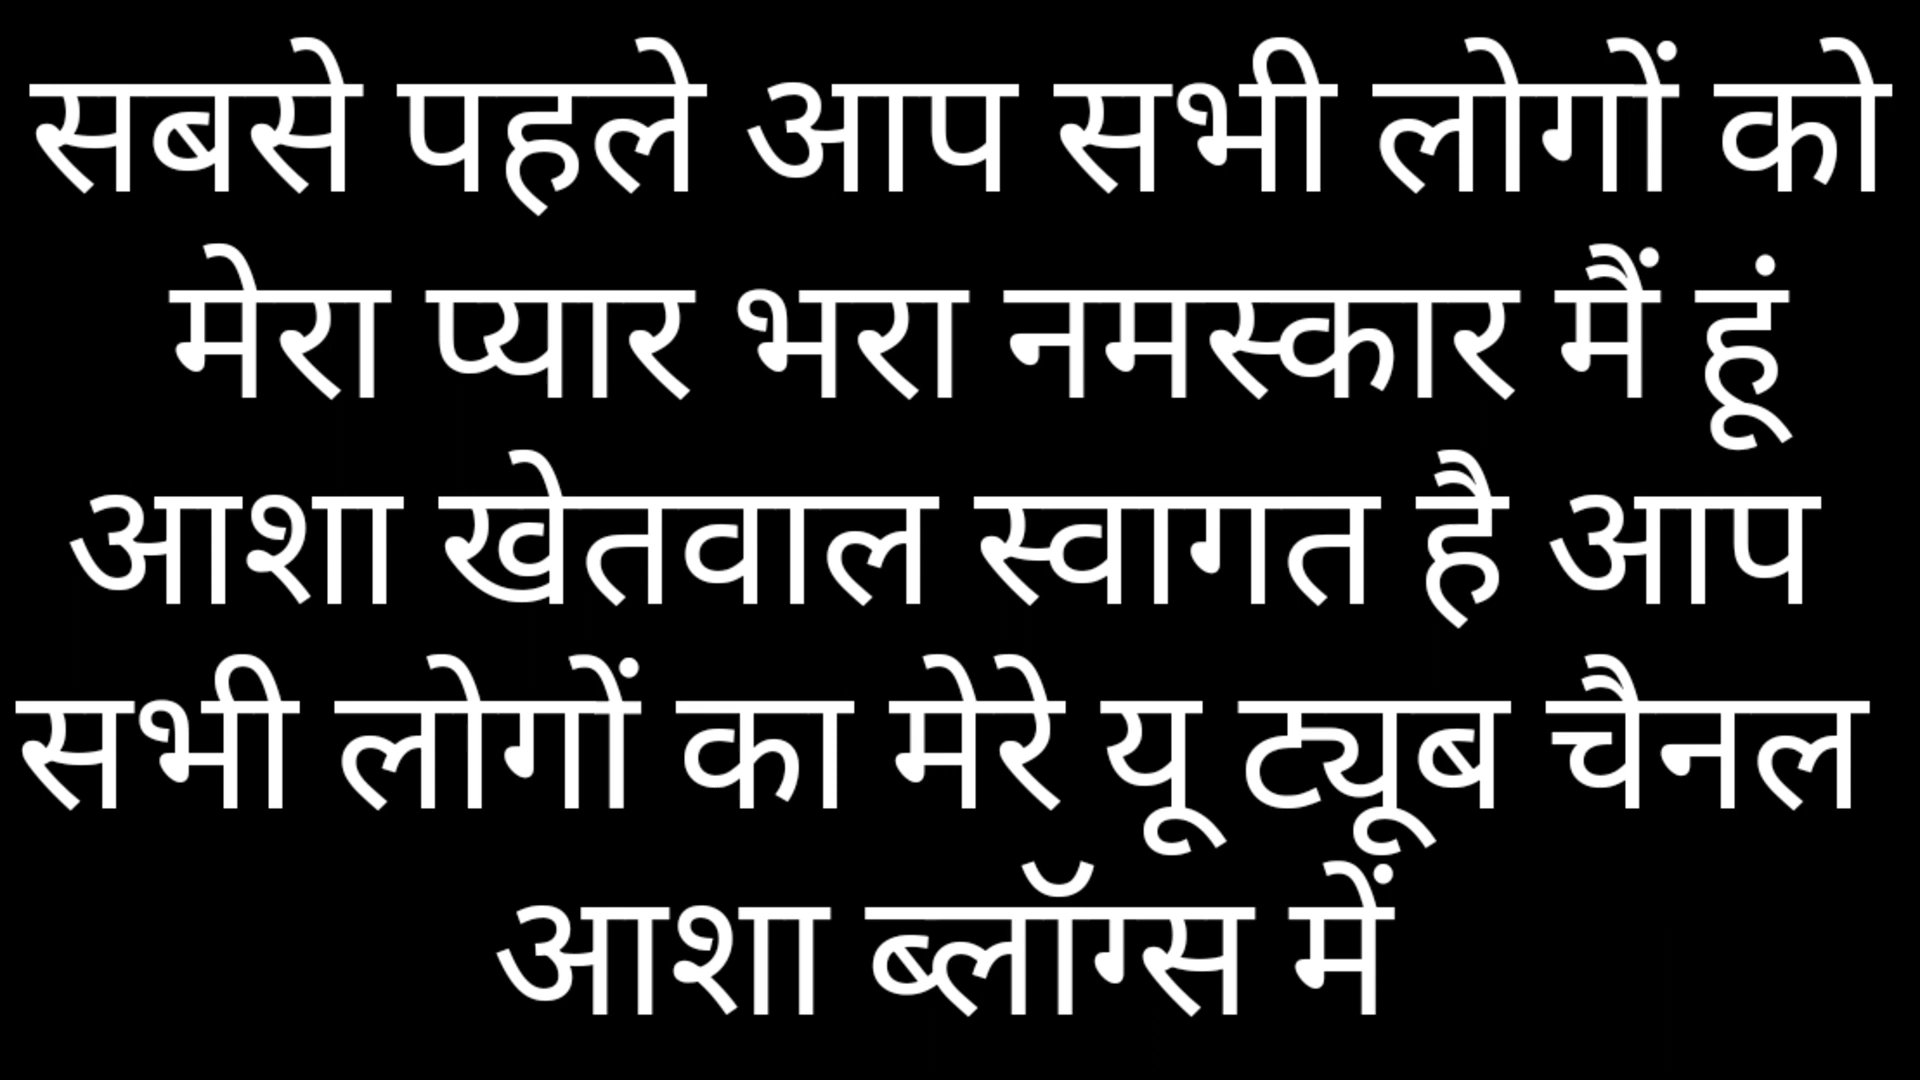 सबसे पहले आप सभी लोगों को
मेरा प्यार भरा नमस्कार मैं हूं
आशा खेतवाल स्वागत है आप
सभी लोगों का मेरे यू ट्यूब चैनल
आशा ब्लॉग्स में